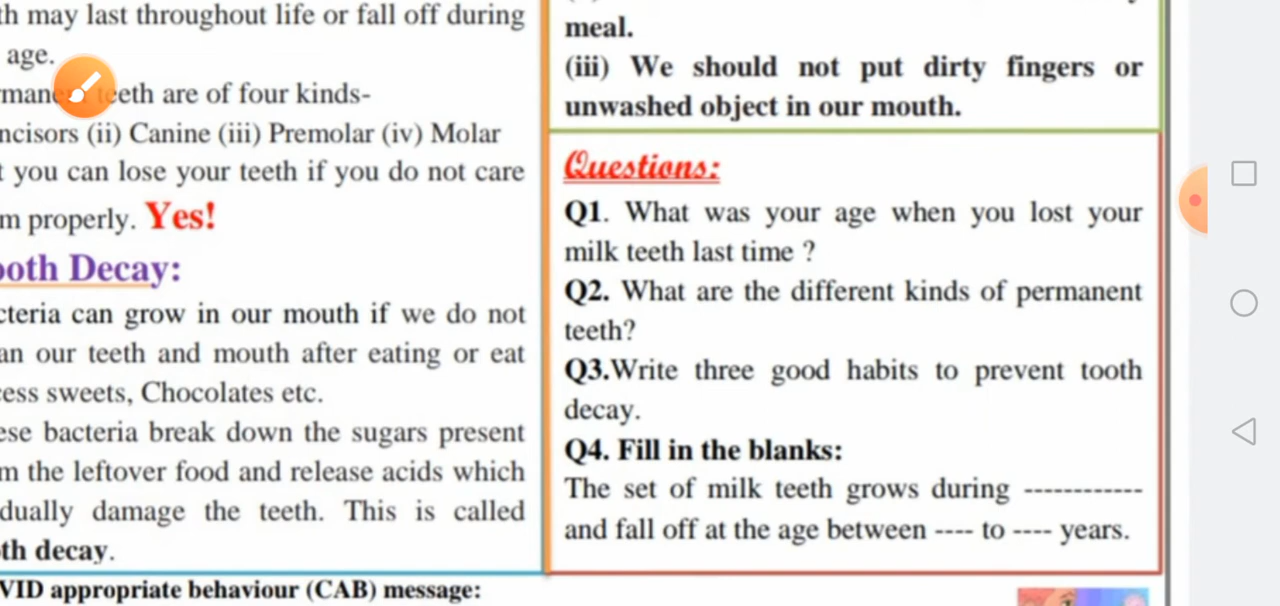 th may last throughout life or fall off during
age.
teeth are of four kinds-
ncisors (ii) Canine (iii) Premolar (iv) Molar
t you can lose your teeth if you do not care
m properly. Yes!
ooth Decay:
cteria can grow in our mouth if we do not
an our teeth and mouth after eating or eat
cess sweets, Chocolates etc.
ese bacteria break down the sugars present
m the leftover food and release acids which
dually damage the teeth. This is called
th decay.
VID appropriate behaviour (CAB) message:
meal.
(iii) We should not put dirty fingers or
unwashed object in our mouth.
Questions:
Q1. What was your age when you lost your
milk teeth last time ?
Q2. What are the different kinds of permanent
teeth?
Q3.Write three good habits to prevent tooth
decay.
Q4. Fill in the blanks:
The set of milk teeth grows during ------------
and fall off at the age between ---- to ---- years.